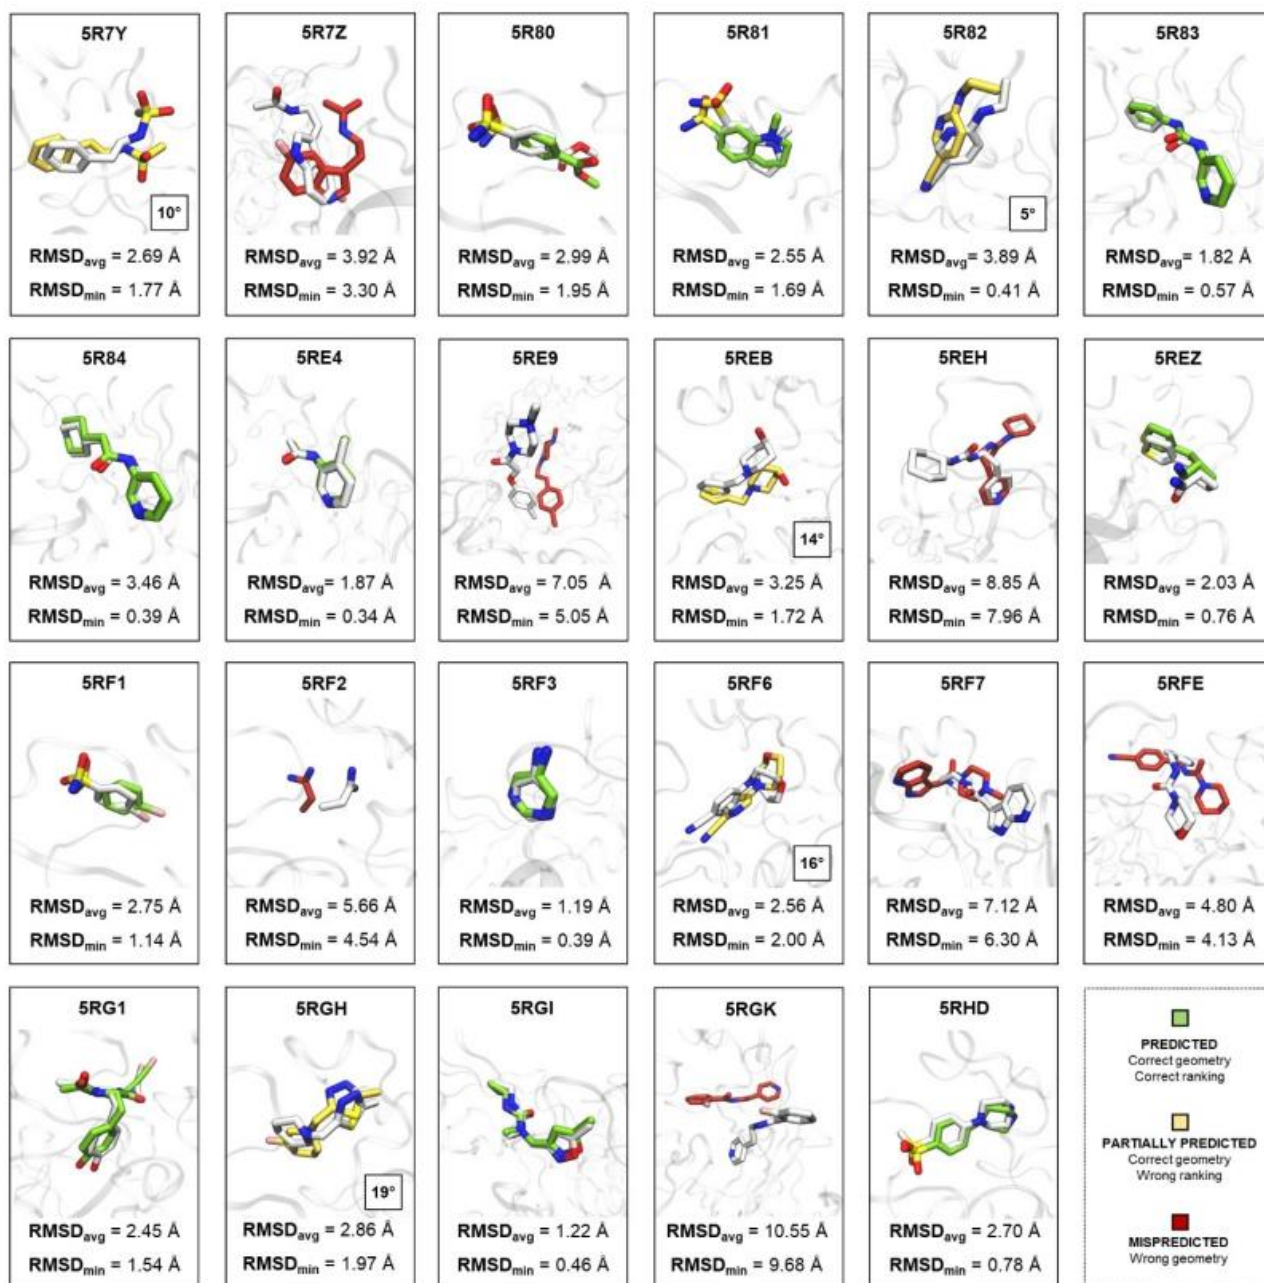 5R7Y
10°
RMSDavg = 2.69 Å
RMSDmin = 1.77 Å
5R7Z
RMSDavg = 3.92 Å
RMSDmin = 3.30 Å
5R80
RMSDavg = 2.99 Å
RMSDmin = 1.95 Å
5R81
RMSDavg = 2.55 Å
RMSDmin = 1.69 Å
5R82
5°
RMSDavg= 3.89 Å
RMSDmin = 0.41 Å
5R83
RMSDavg= 1.82 Å
RMSDmin = 0.57 Å
5R84
RMSDavg = 3.46 Å
RMSDmin = 0.39 Å
5RE4
RMSDavg= 1.87 Å
RMSDmin = 0.34 Å
5RE9
RMSDavg = 7.05 Å
RMSDmin = 5.05 Å
5REB
14°
RMSDavg = 3.25 Å
RMSDmin = 1.72 Å
5REH
RMSDavg = 8.85 Å
RMSDmin = 7.96 Å
5REZ
RMSDavg = 2.03 Å
RMSDmin = 0.76 Å
5RF1
RMSDavg = 2.75 Å
RMSDmin = 1.14 Å
5RF2
RMSDavg = 5.66 Å
RMSDmin = 4.54 Å
5RF3
RMSDavg = 1.19 Å
RMSDmin = 0.39 Å
5RF6
16°
RMSDavg = 2.56 Å
RMSDmin = 2.00 Å
5RF7
RMSDavg = 7.12 Å
RMSDmin = 6.30 Å
5RFE
RMSDavg = 4.80 Å
RMSDmin = 4.13 Å
5RG1
RMSDavg = 2.45 Å
RMSDmin = 1.54 Å
5RGH
19°
RMSDavg = 2.86 Å
RMSDmin = 1.97 Å
5RGI
RMSDavg = 1.22 Å
RMSDmin = 0.46 Å
5RGK
RMSDavg = 10.55 Å
RMSDmin = 9.68 Å
5RHD
RMSDavg = 2.70 Å
RMSDmin = 0.78 Å
PREDICTED
Correct geometry
Correct ranking
PARTIALLY PREDICTED
Correct geometry
Wrong ranking
MISPREDICTED
Wrong geometry